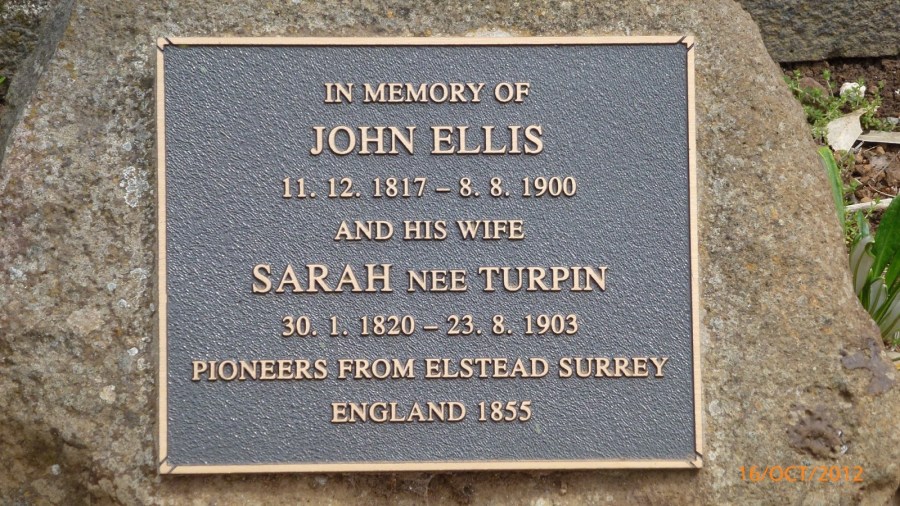 IN MEMORY OF
JOHN ELLIS
11. 12. 1817 – 8. 8. 1900
AND HIS WIFE
SARAH NEE TURPIN
30. 1. 1820 – 23. 8. 1903
PIONEERS FROM ELSTEAD SURREY
ENGLAND 1855
16/OCT/2012